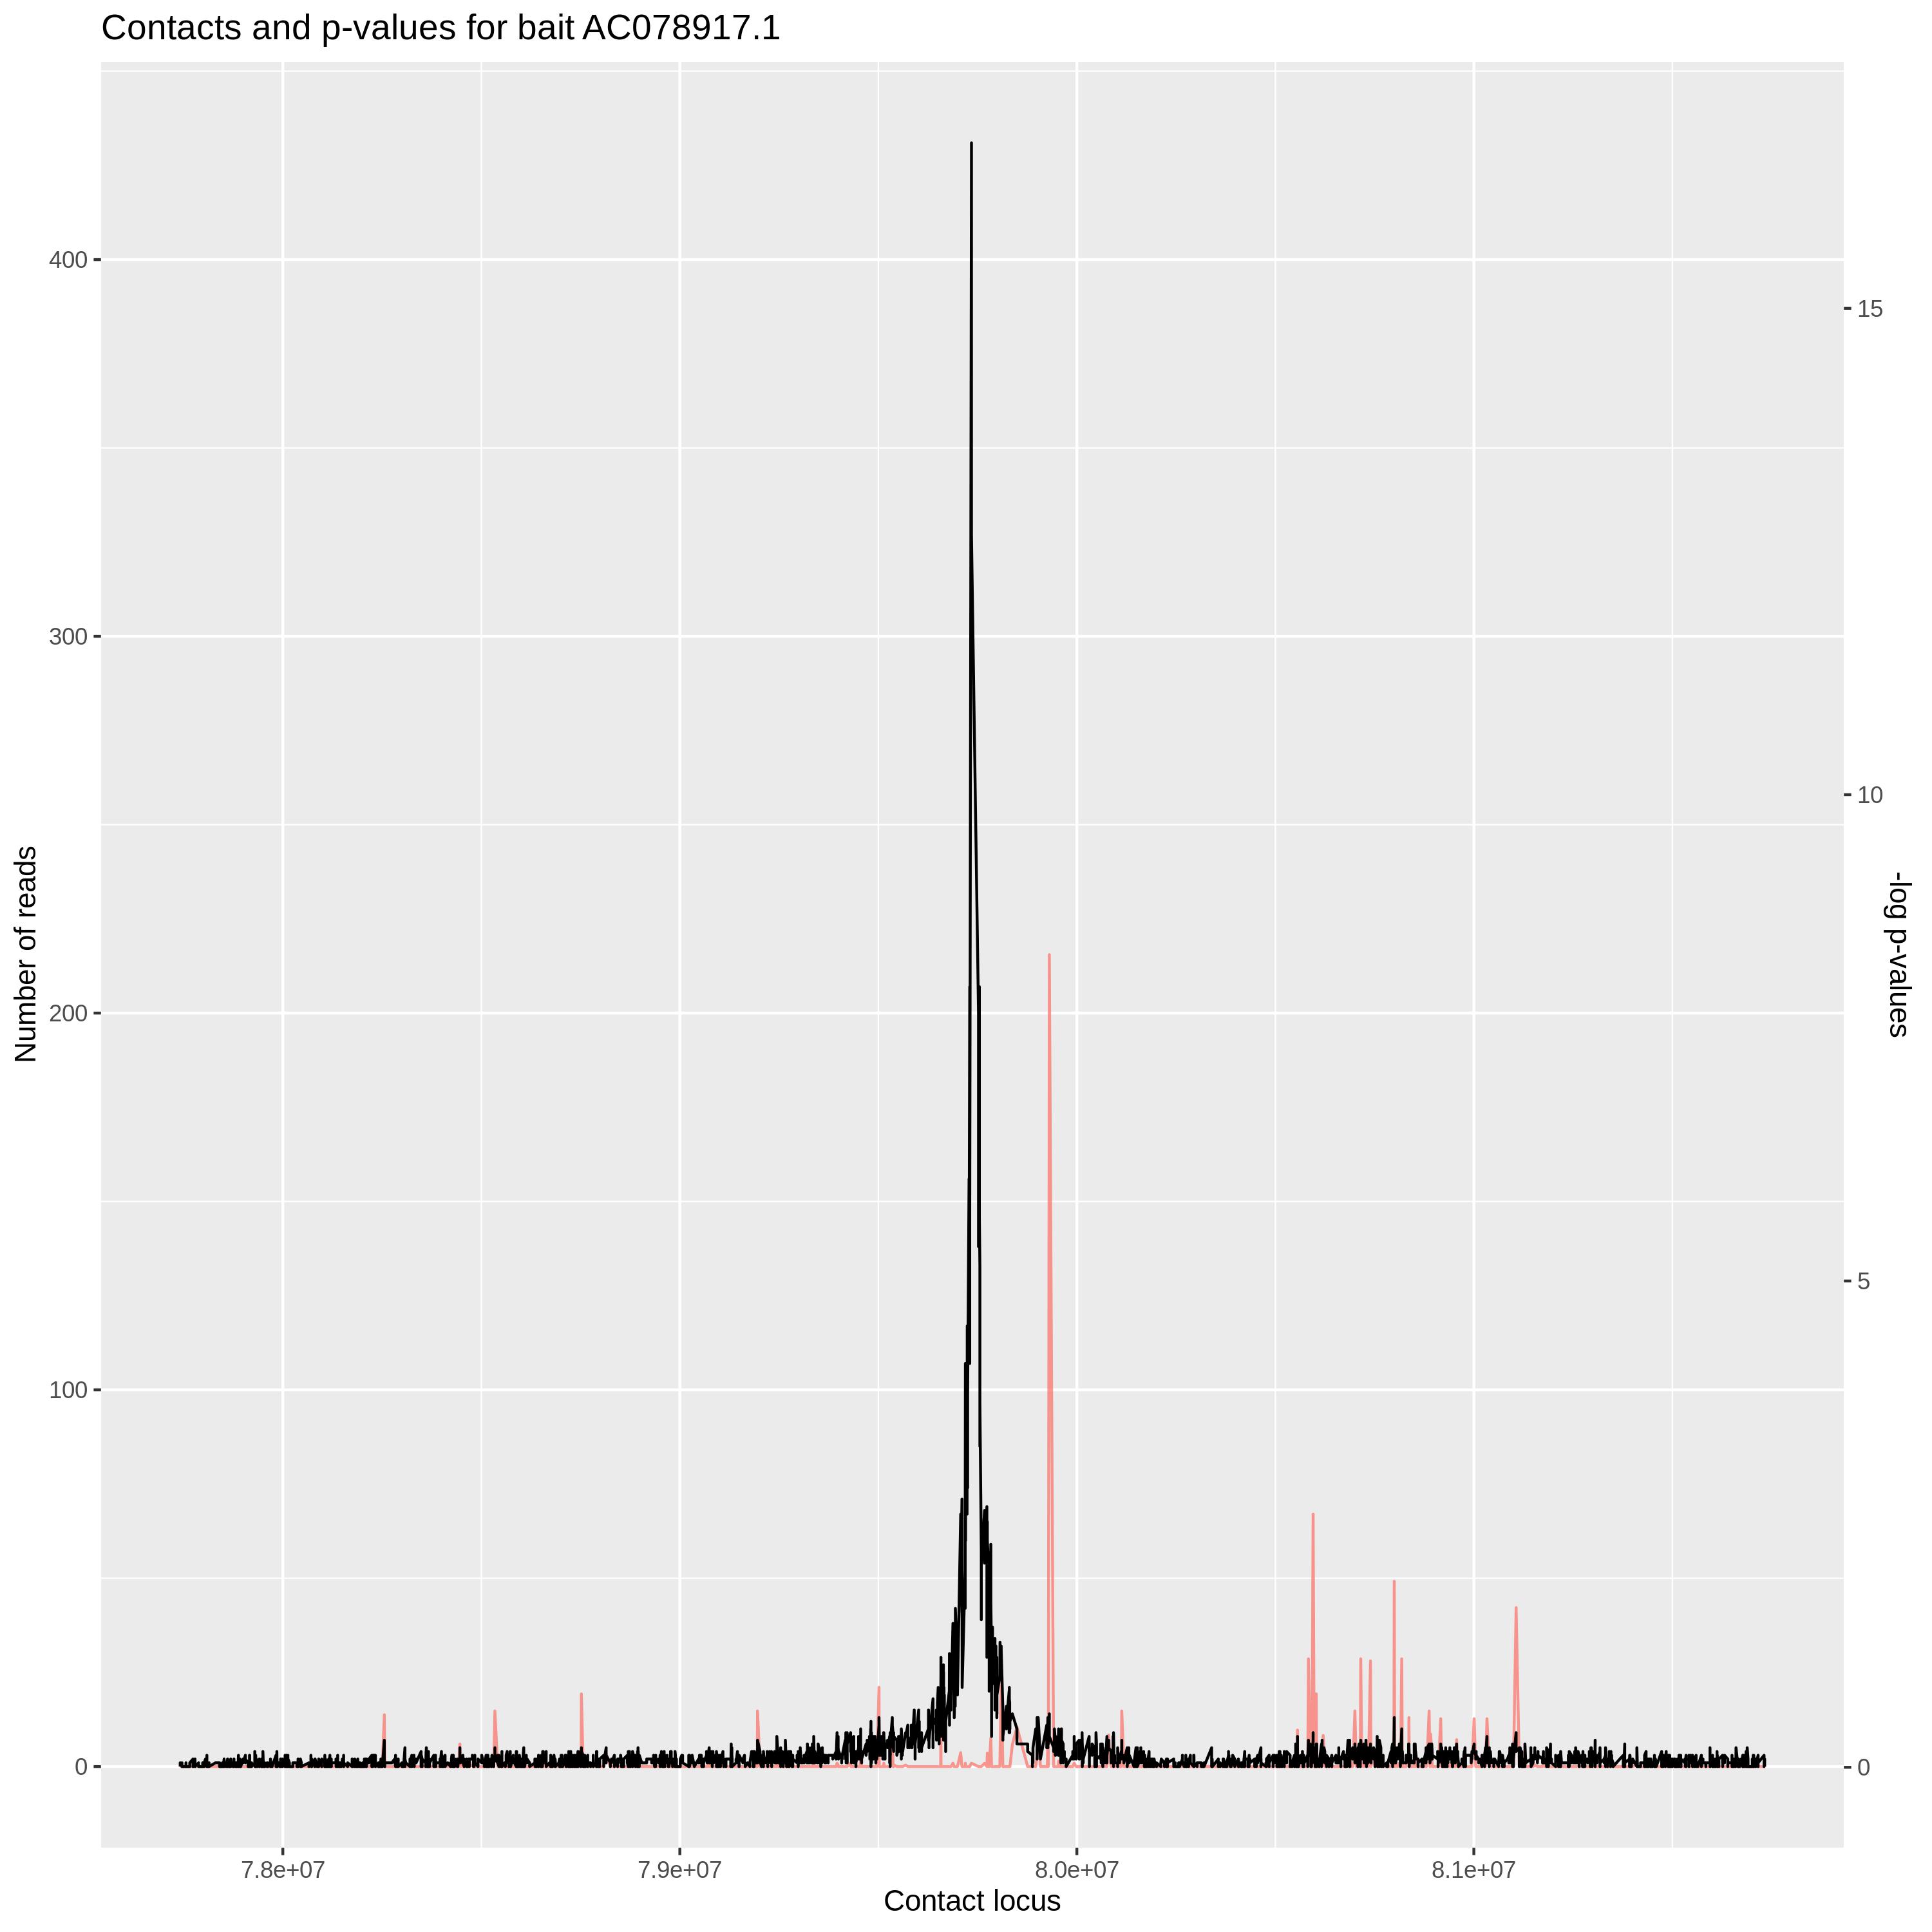 Contacts and p-values for bait AC078917.1
400
300
200
100
0
Number of reads
15
10
5
0
-log p-values
7.8e+07
7.9e+07
8.0e+07
8.1e+07
Contact locus